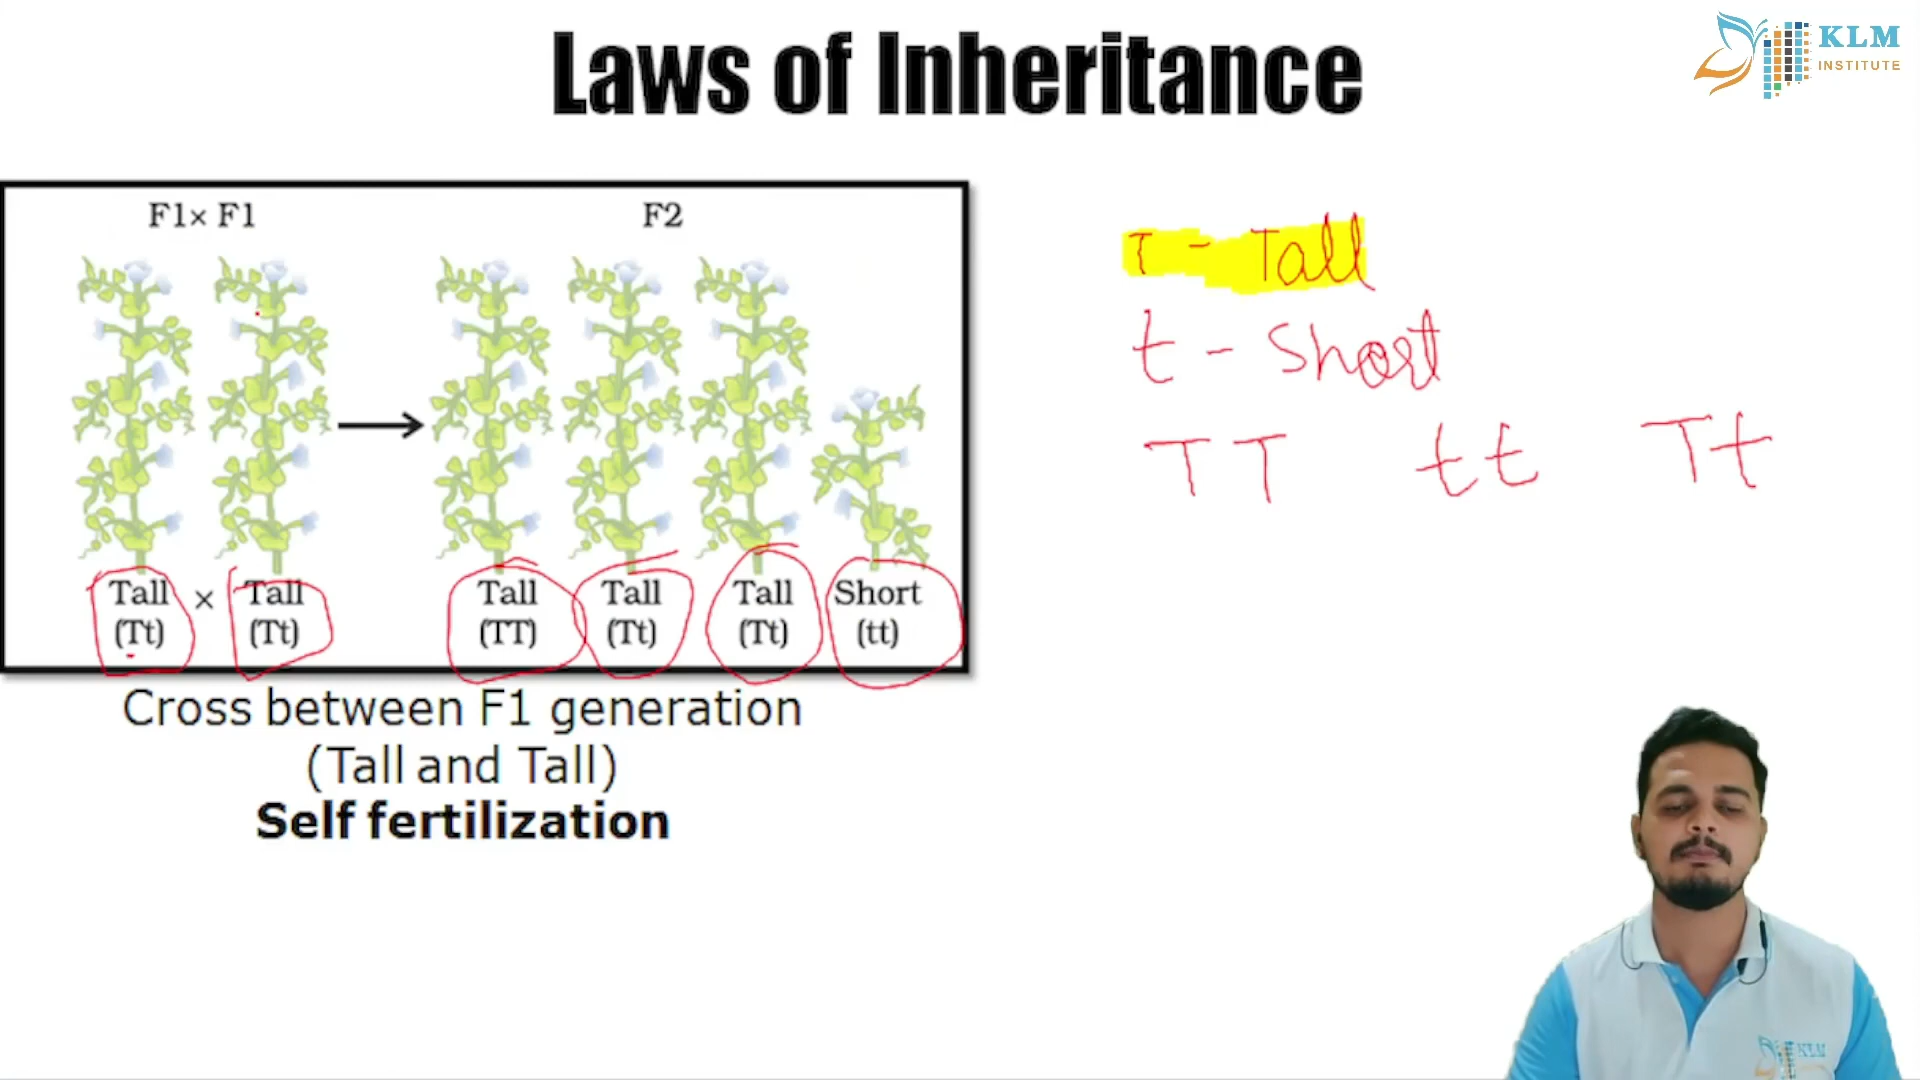 Laws of Inheritance
KLM
INSTITUTE
F1× F1
F2
Tall × Tall
(Tt) (Tt)
Tall Tall Tall Short
(TT) (Tt) (Tt) (tt)
Cross between F1 generation
(Tall and Tall)
Self fertilization
T - Tall
t - Short
TT tt Tt
KLM